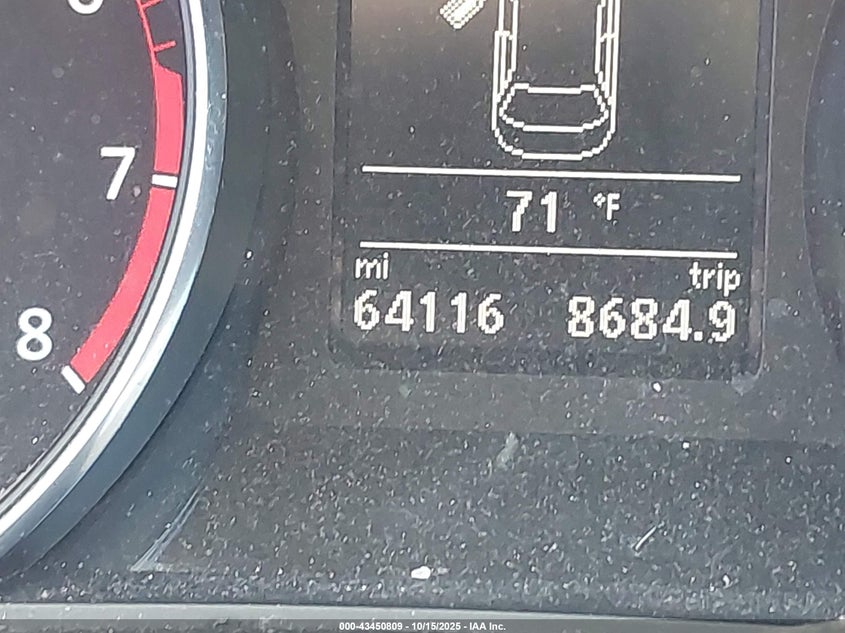 7
71 °F
mi trip
64116 8684.9
8
000-43450809 - 10/15/2025 - IAA Inc.